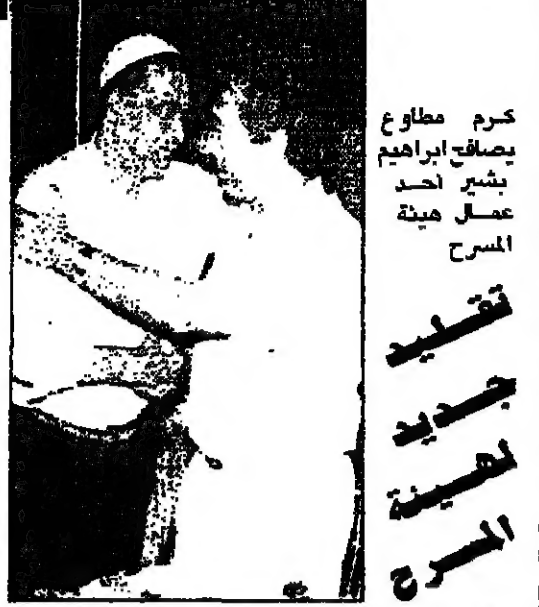 كرم مطاوع
يصافح ابراهيم
بشير احد
عمال هيئة
المسرح
تقليد
جديد
لهيئة
المسرح